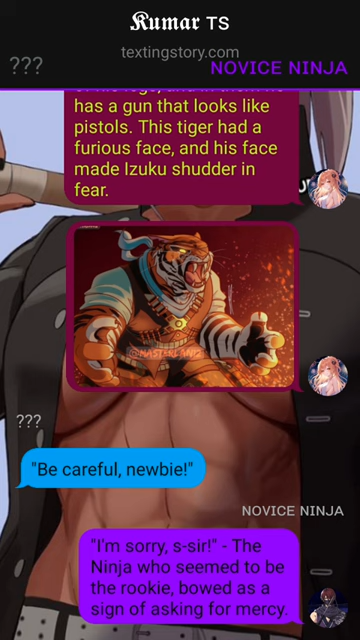 Kumar TS
textingstory.com
???
NOVICE NINJA
has a gun that looks like
pistols. This tiger had a
furious face, and his face
made Izuku shudder in
fear.
???
"Be careful, newbie!"
NOVICE NINJA
"I'm sorry, s-sir!" - The
Ninja who seemed to be
the rookie, bowed as a
sign of asking for mercy.